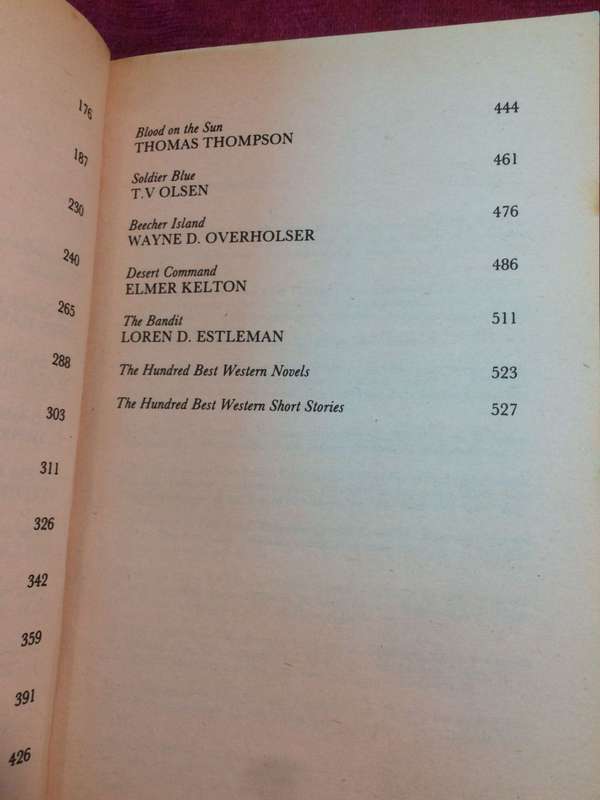 176
187
230
240
265
288
303
311
326
342
359
391
426
Blood on the Sun 444
THOMAS THOMPSON
Soldier Blue 461
T.V OLSEN
Beecher Island 476
WAYNE D. OVERHOLSER
Desert Command 486
ELMER KELTON
The Bandit 511
LOREN D. ESTLEMAN
The Hundred Best Western Novels 523
The Hundred Best Western Short Stories 527